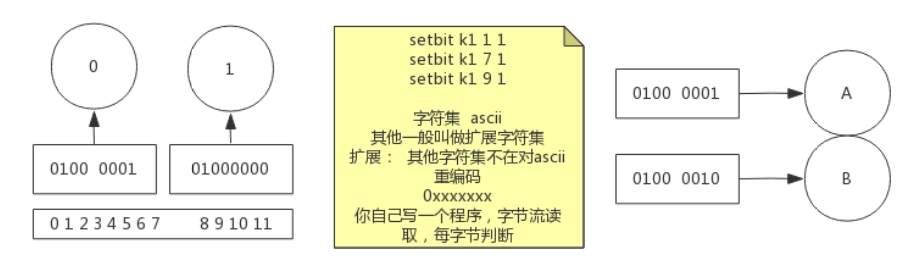 0
1
0100 0001
01000000
0 1 2 3 4 5 6 7 8 9 10 11
setbit k1 1 1
setbit k1 7 1
setbit k1 9 1
字符集 ascii
其他一般叫做扩展字符集
扩展： 其他字符集不在对ascii
重编码
0xxxxxxx
你自己写一个程序，字节流读
取，每字节判断
0100 0001
A
0100 0010
B